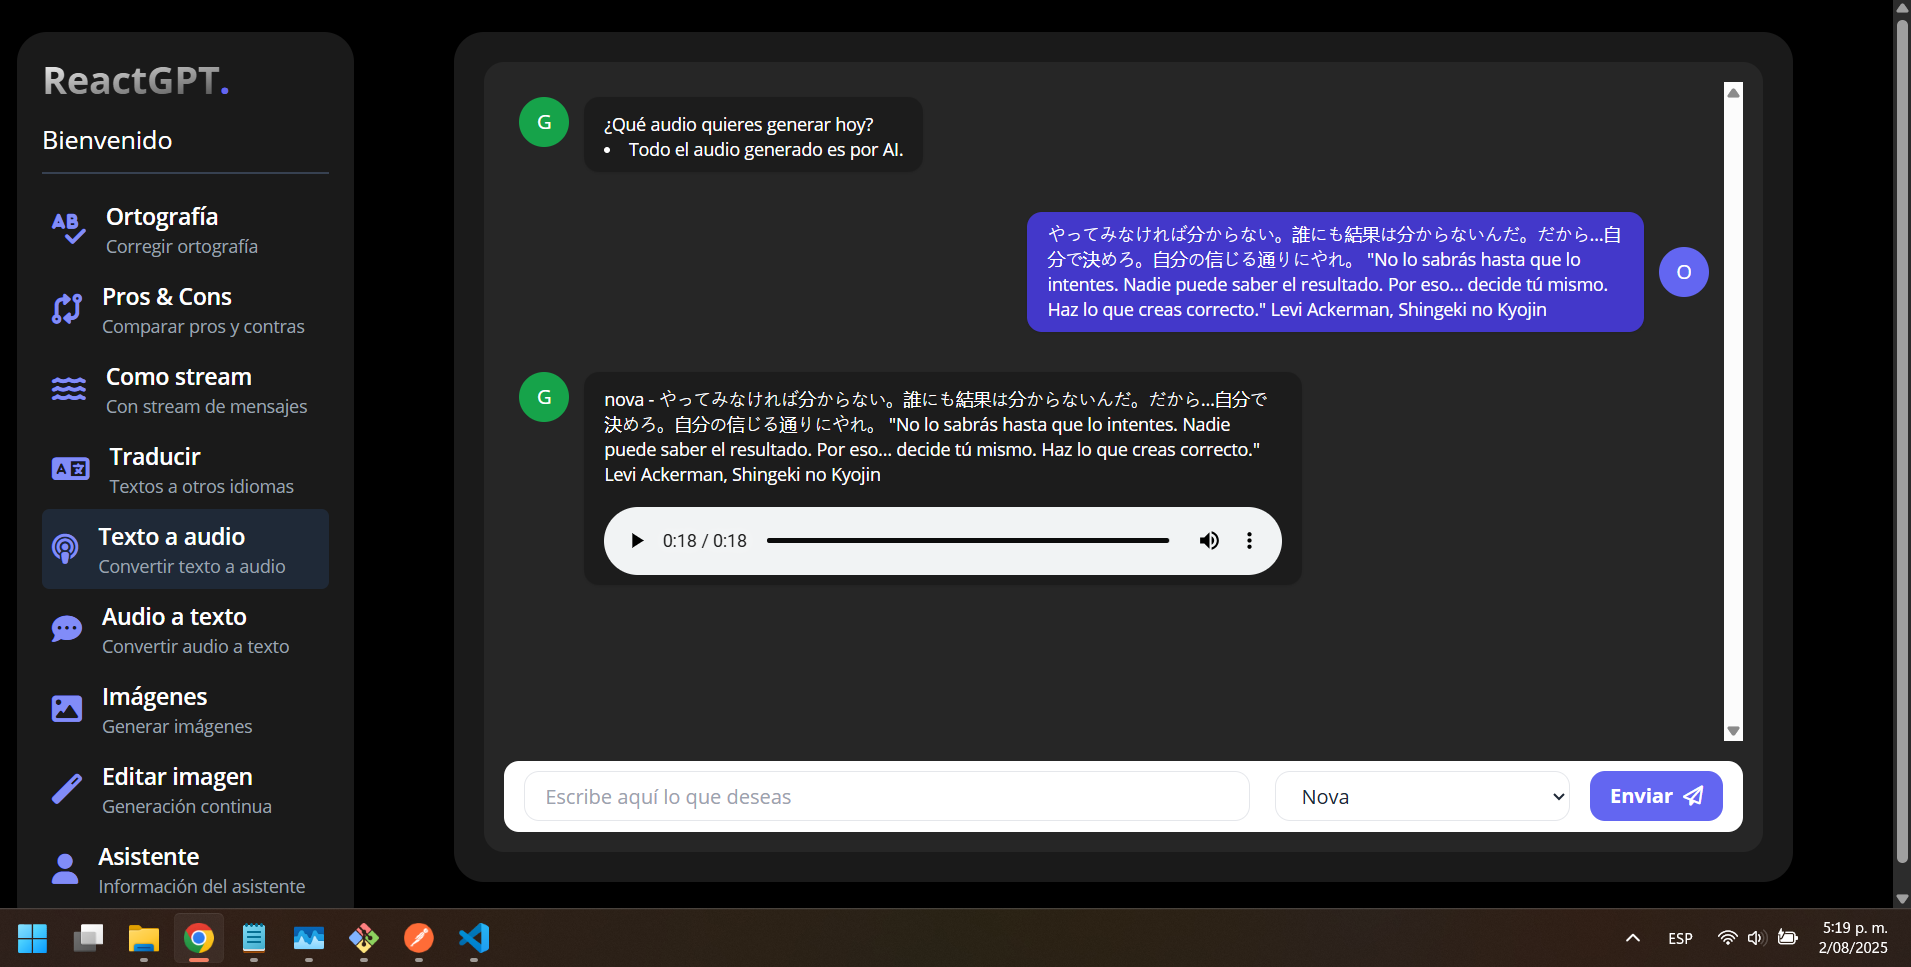 ReactGPT.
Bienvenido
Ortografía
Corregir ortografía
Pros & Cons
Comparar pros y contras
Como stream
Con stream de mensajes
Traducir
Textos a otros idiomas
Texto a audio
Convertir texto a audio
Audio a texto
Convertir audio a texto
Imágenes
Generar imágenes
Editar imagen
Generación continua
Asistente
Información del asistente
G
¿Qué audio quieres generar hoy?
• Todo el audio generado es por AI.
やってみなければ分からない。誰にも結果は分からないんだ。だから...自
分で決めろ。自分の信じる通りにやれ。 "No lo sabrás hasta que lo
intentes. Nadie puede saber el resultado. Por eso... decide tú mismo.
Haz lo que creas correcto." Levi Ackerman, Shingeki no Kyojin
O
G
nova - やってみなければ分からない。誰にも結果は分からないんだ。だから...自分で
決めろ。自分の信じる通りにやれ。 "No lo sabrás hasta que lo intentes. Nadie
puede saber el resultado. Por eso... decide tú mismo. Haz lo que creas correcto."
Levi Ackerman, Shingeki no Kyojin
0:18 / 0:18
Escribe aquí lo que deseas
Nova
Enviar
ESP
5:19 p. m.
2/08/2025